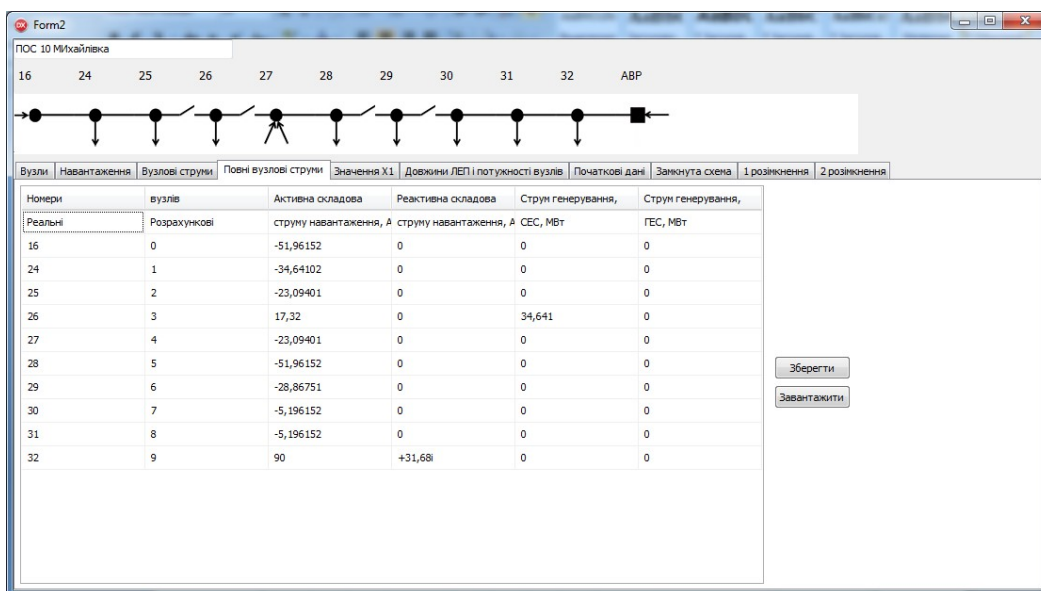 Form2
ПОС 10 МИхайлівка
16 24 25 26 27 28 29 30 31 32 АВР
Вузли Навантаження Вузлові струми Повні вузлові струми Значення X1 Довжини ЛЕП і потужності вузлів Початкові дані Замкнута схема 1 розімкнення 2 розімкнення
Номери вузлів Активна складова Реактивна складова Струм генерування, Струм генерування,
Реальні Розрахункові струму навантаження, А струму навантаження, А СЕС, МВт ГЕС, МВт
16 0 -51,96152 0 0 0
24 1 -34,64102 0 0 0
25 2 -23,09401 0 0 0
26 3 17,32 0 34,641 0
27 4 -23,09401 0 0 0
28 5 -51,96152 0 0 0
29 6 -28,86751 0 0 0
30 7 -5,196152 0 0 0
31 8 -5,196152 0 0 0
32 9 90 +31,68i 0 0
Зберегти
Завантажити